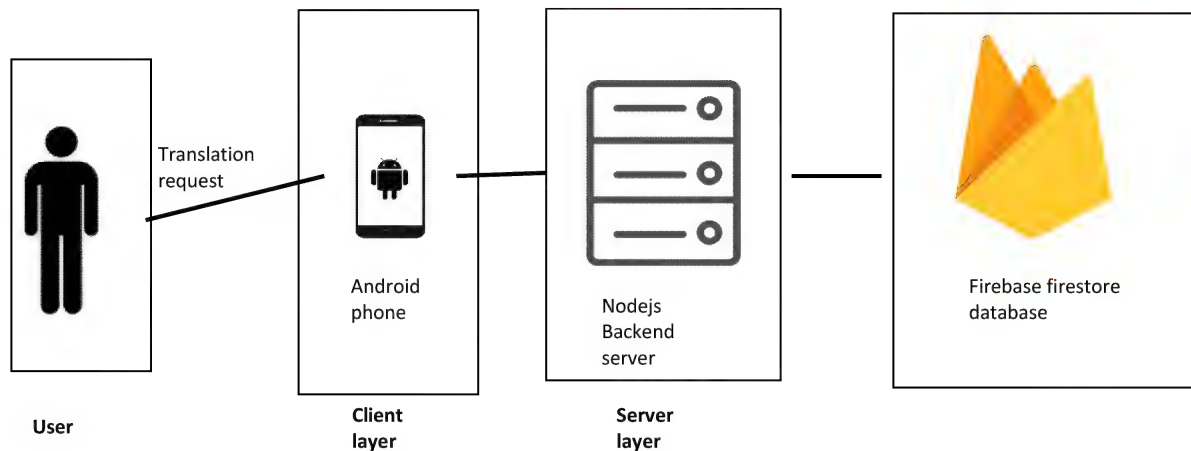 Translation
request
Android
phone
Nodejs
Backend
server
Firebase firestore
database
User
Client
layer
Server
layer